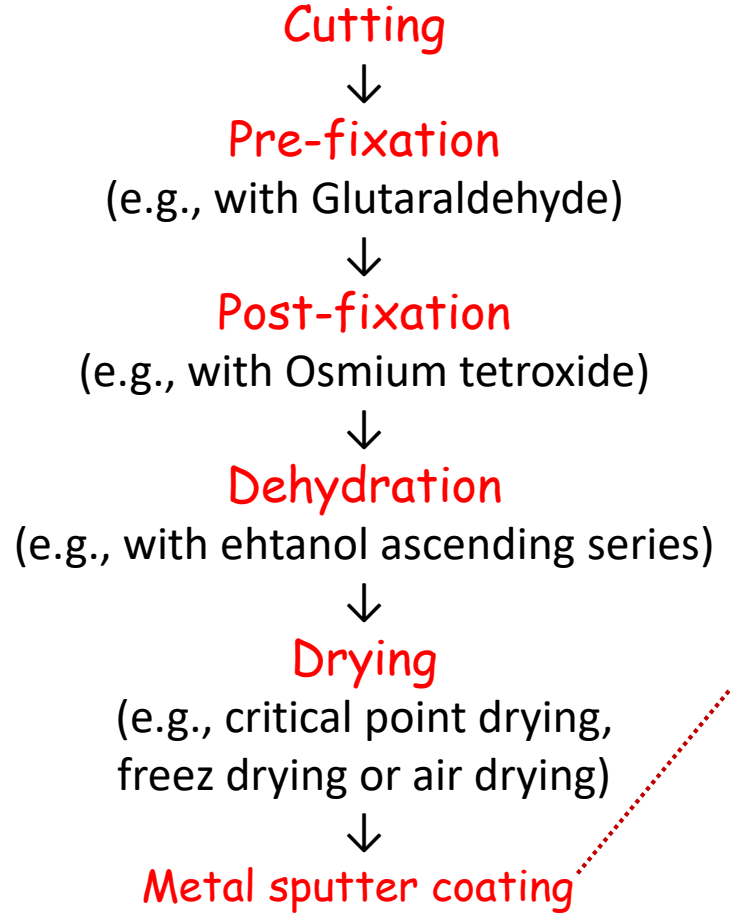 Cutting
↓
Pre-fixation
(e.g., with Glutaraldehyde)
↓
Post-fixation
(e.g., with Osmium tetroxide)
↓
Dehydration
(e.g., with ehtanol ascending series)
↓
Drying
(e.g., critical point drying,
freez drying or air drying)
↓
Metal sputter coating